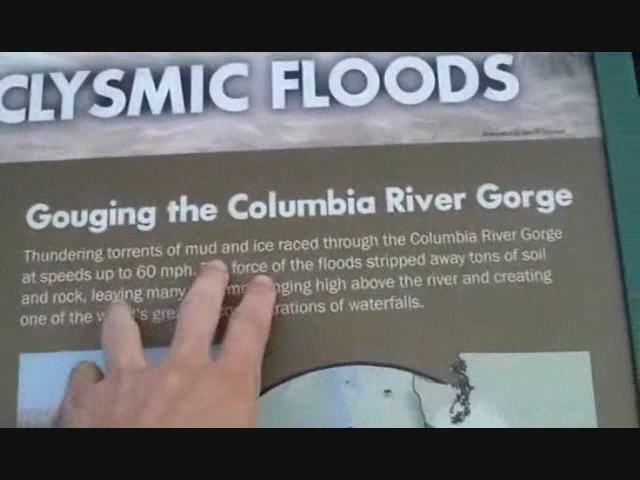 CLYSMIC FLOODS
Gouging the Columbia River Gorge
Thundering torrents of mud and ice raced through the Columbia River Gorge
at speeds up to 60 mph. force of the floods stripped away tons of soil
and rock, leaving many high above the river and creating
one of the of waterfalls.